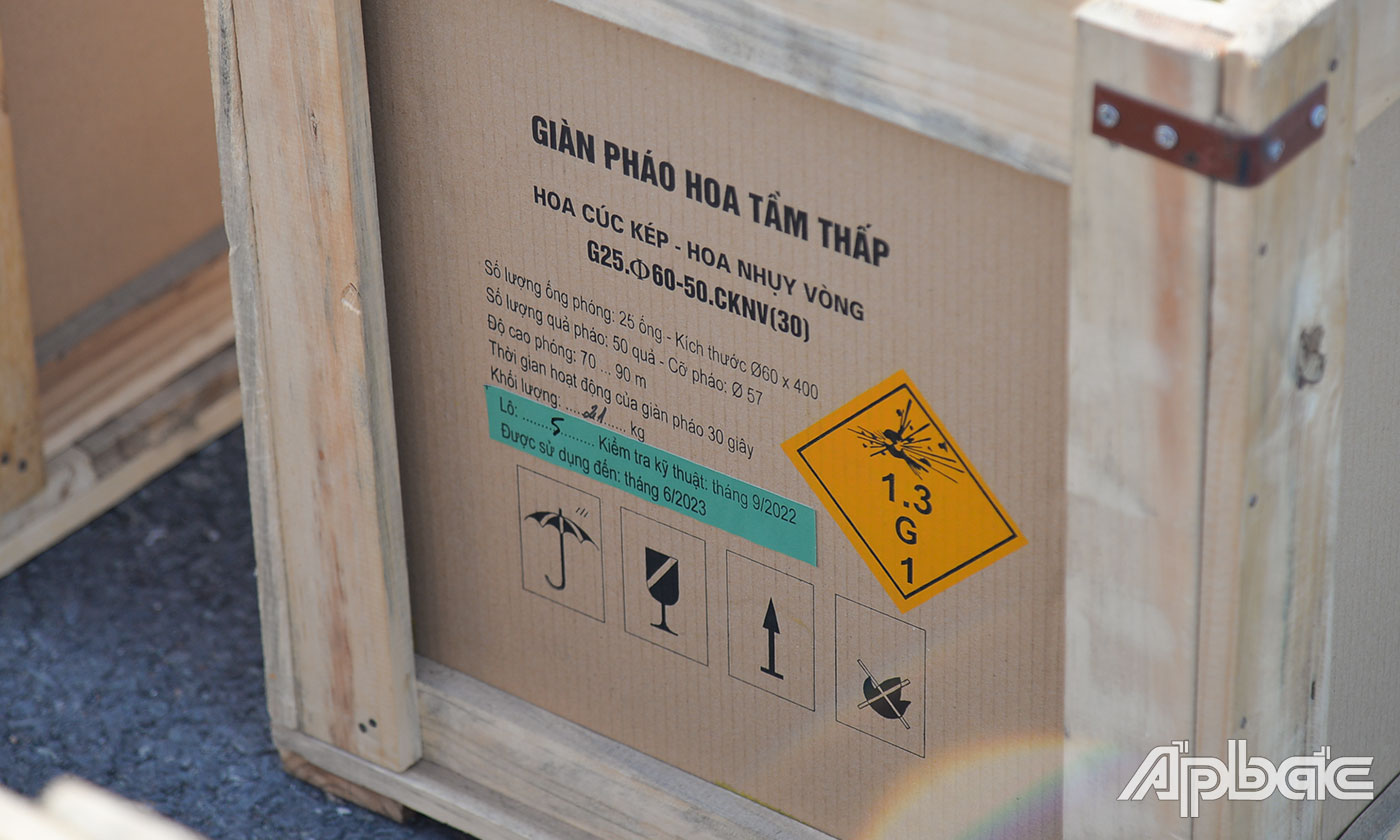 GIÀN PHÁO HOA TẦM THẤP
HOA CÚC KÉP - HOA NHỤY VÒNG
G25.Φ60-50.CKNV(30)
Số lượng ống phóng: 25 ống - Kích thước Ø60 x 400
Số lượng quả pháo: 50 quả - Cỡ pháo: Ø 57
Độ cao phóng: 70 ... 90 m
Thời gian hoạt động của giàn pháo 30 giây
Khối lượng: ....21...... kg
Lô: ........5......... Kiểm tra kỹ thuật: tháng 9/2022
Được sử dụng đến: tháng 6/2023
1.3
G
1
Apbac